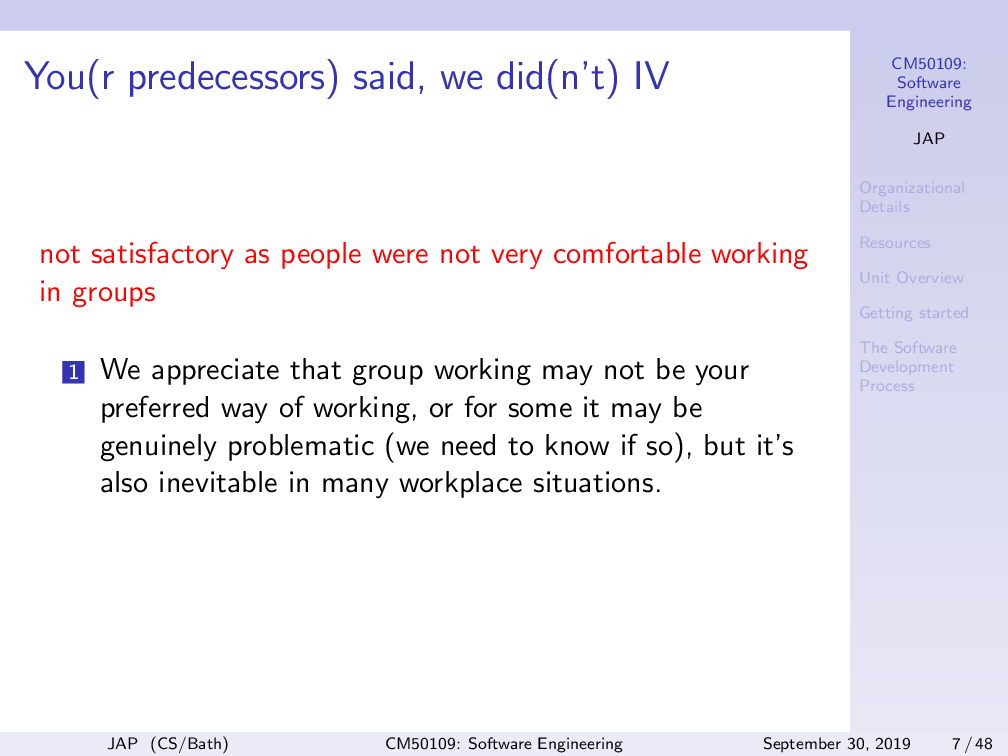 You(r predecessors) said, we did(n't) IV
not satisfactory as people were not very comfortable working
in groups
1 We appreciate that group working may not be your
preferred way of working, or for some it may be
genuinely problematic (we need to know if so), but it's
also inevitable in many workplace situations.
CM50109:
Software
Engineering
JAP
Organizational
Details
Resources
Unit Overview
Getting started
The Software
Development
Process
JAP (CS/Bath) CM50109: Software Engineering September 30, 2019 7 / 48